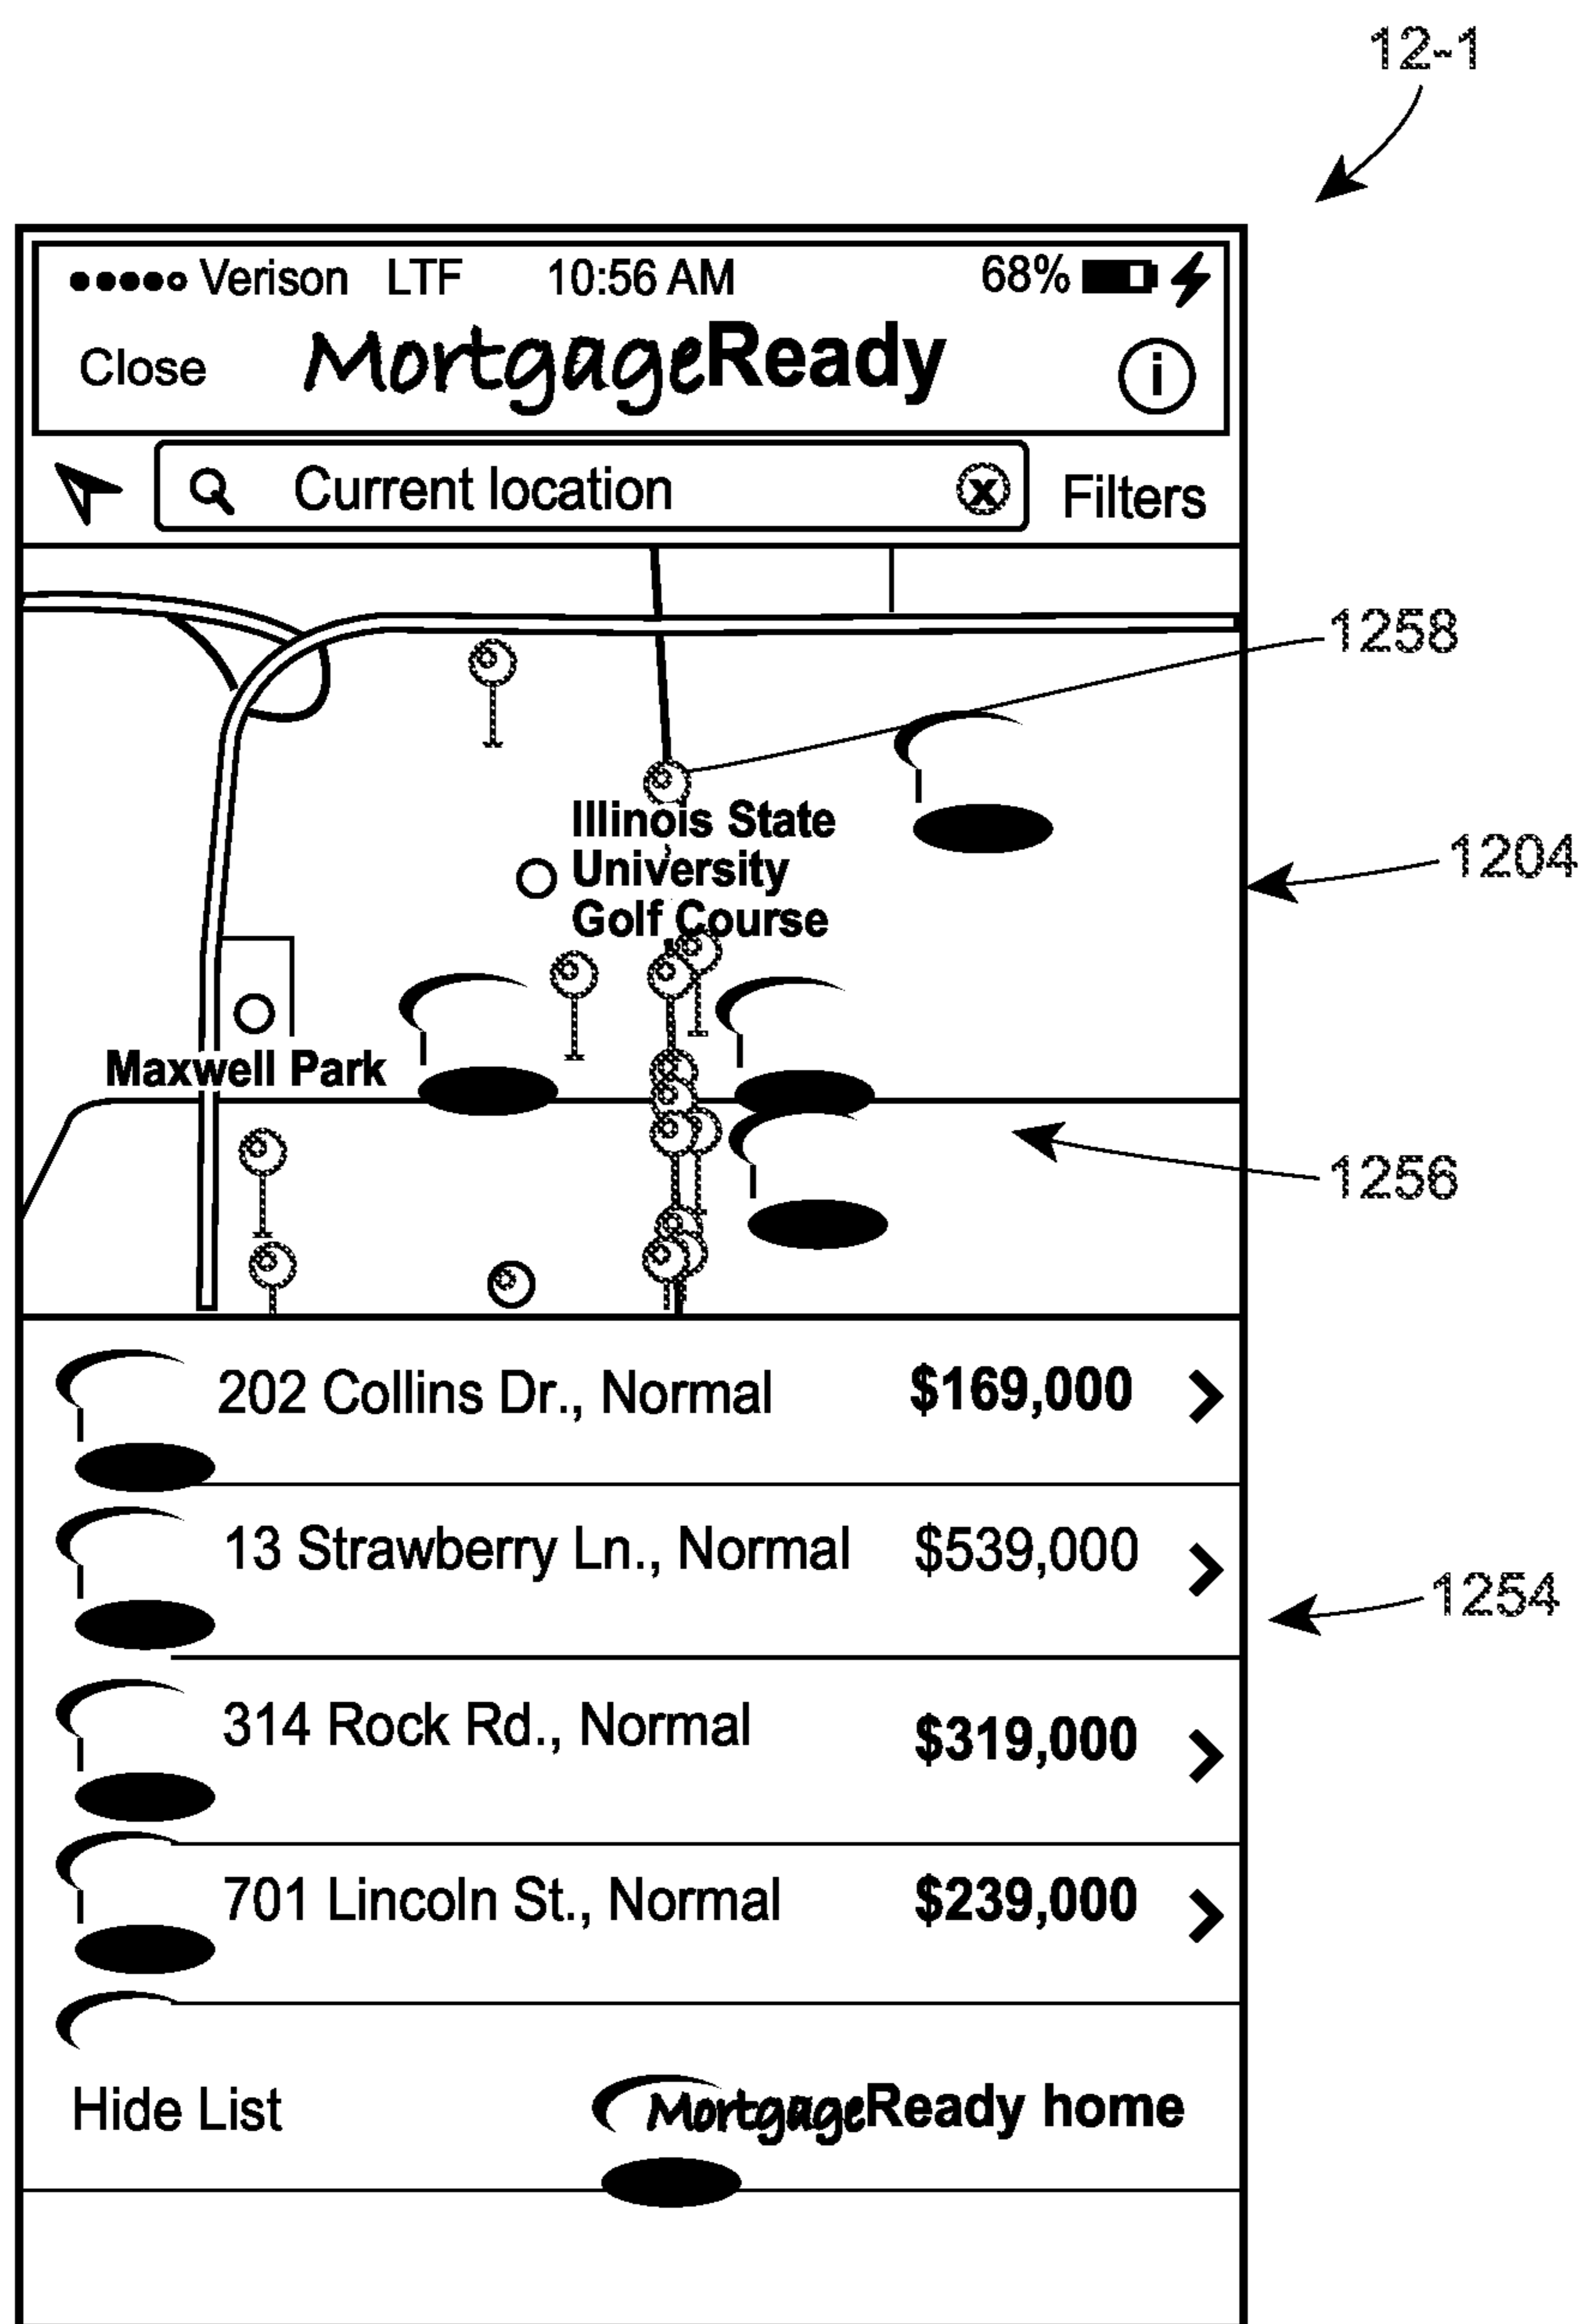 12-1
Verison LTF 10:56 AM 68%
Close MortgageReady i
Current location x Filters
1258
Illinois State
University
Golf Course
1204
Maxwell Park
1256
202 Collins Dr., Normal $169,000
13 Strawberry Ln., Normal $539,000
1254
314 Rock Rd., Normal $319,000
701 Lincoln St., Normal $239,000
Hide List MortgageReady home